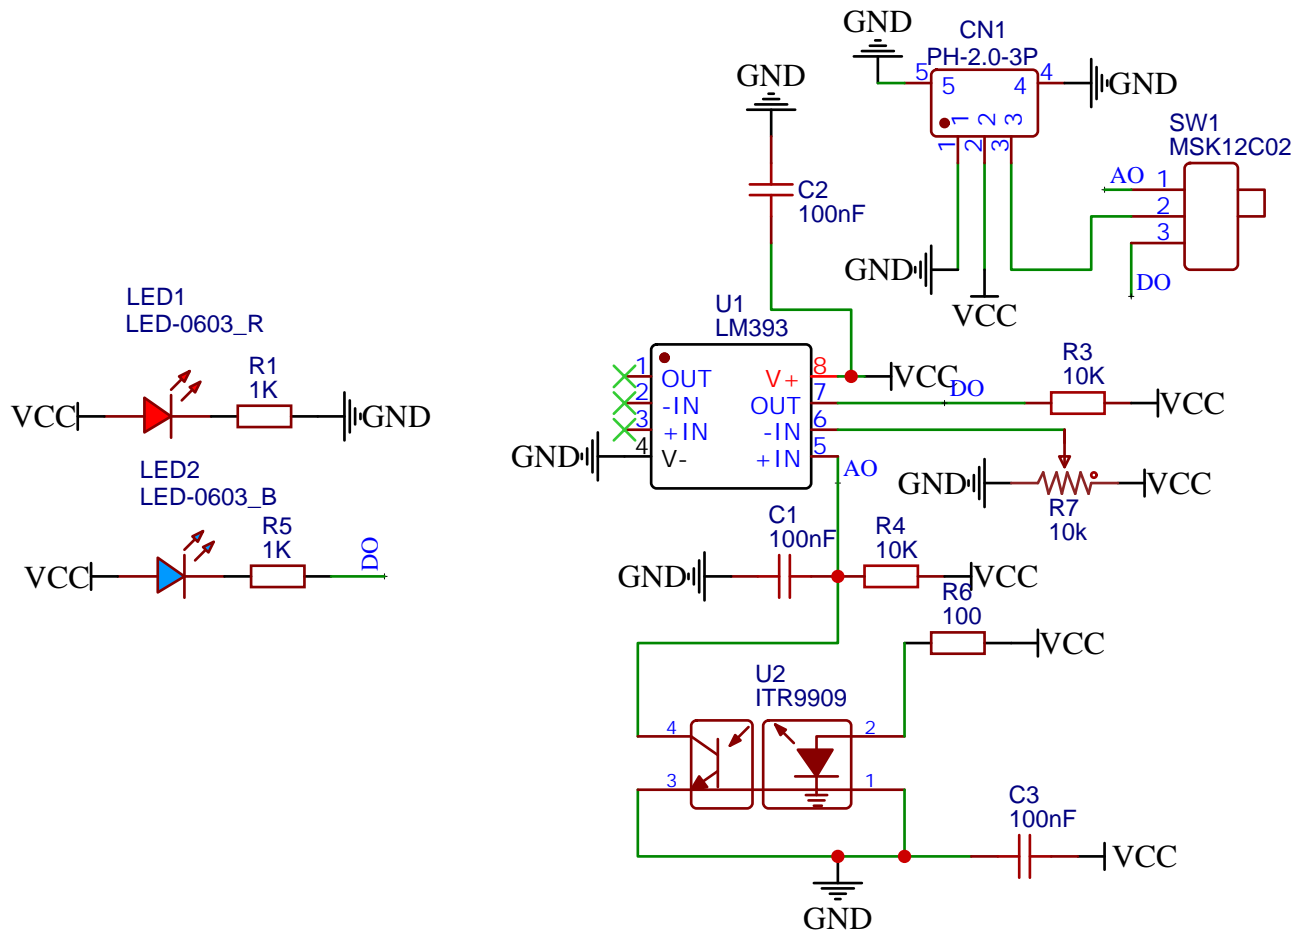 GND
CN1
PH-2.0-3P
5
5
4
4
GND
GND
1
2
3
1
2
3
SW1
MSK12C02
AO
1
2
3
DO
C2
100nF
GND
VCC
LED1
LED-0603_R
R1
1K
VCC
GND
U1
LM393
1
OUT
2
-IN
3
+IN
4
V-
GND
V+
8
OUT
7
-IN
6
+IN
5
VCC
DO
R3
10K
VCC
AO
GND
VCC
R7
10k
LED2
LED-0603_B
R5
1K
VCC
DO
C1
100nF
GND
R4
10K
VCC
R6
100
VCC
U2
ITR9909
4
2
3
1
C3
100nF
VCC
GND